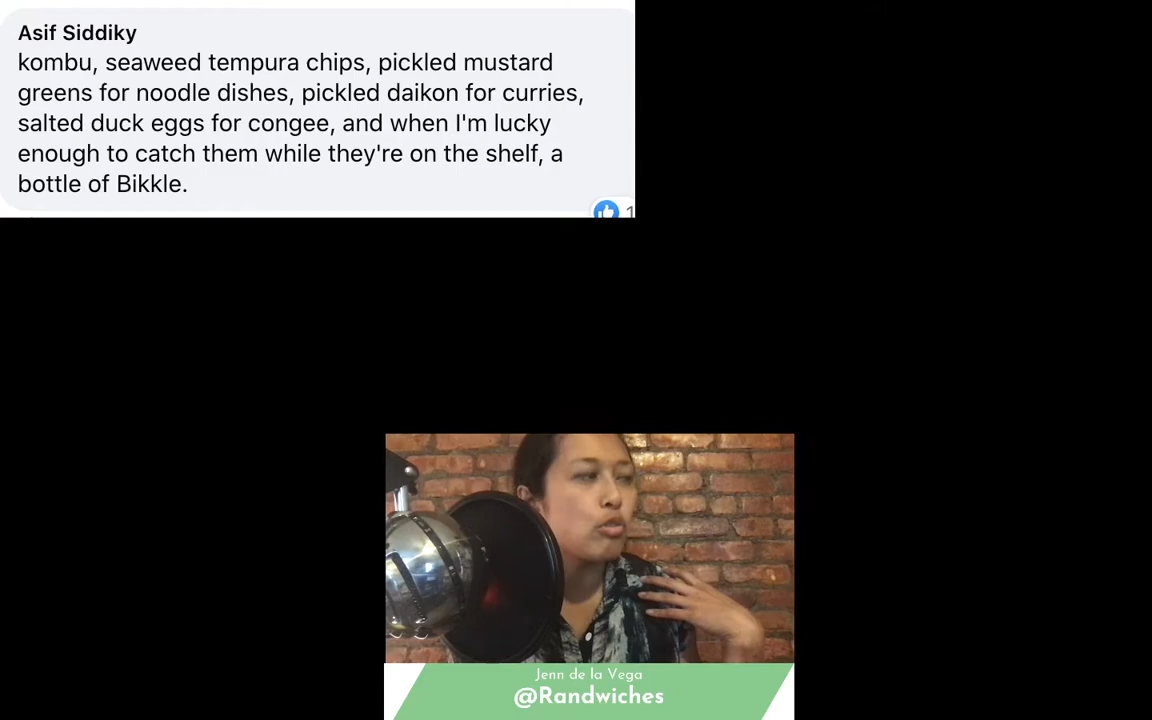 Asif Siddiky
kombu, seaweed tempura chips, pickled mustard
greens for noodle dishes, pickled daikon for curries,
salted duck eggs for congee, and when I'm lucky
enough to catch them while they're on the shelf, a
bottle of Bikkle.
1
Jenn de la Vega
@Randwiches